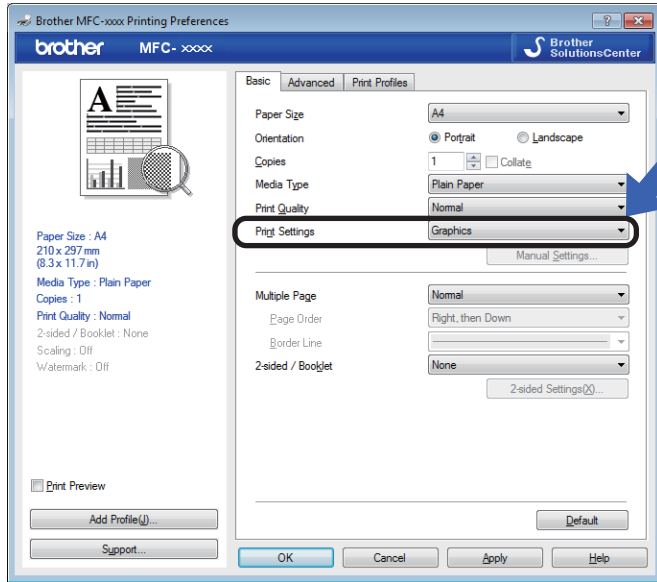 Brother MFC-xxxx Printing Preferences
brother MFC- xxxx
Brother
SolutionsCenter
A
Basic Advanced Print Profiles
Paper Size A4
Orientation Portrait Landscape
Copies 1 Collate
Media Type Plain Paper
Print Quality Normal
Print Settings Graphics
Manual Settings...
Multiple Page Normal
Page Order Right, then Down
Border Line
2-sided / Booklet None
2-sided Settings(X)...
Paper Size : A4
210 x 297 mm
(8.3 x 11.7 in)
Media Type : Plain Paper
Copies : 1
Print Quality : Normal
2-sided / Booklet : None
Scaling : Off
Watermark : Off
Print Preview
Add Profile(J)...
Support...
Default
OK Cancel Apply Help